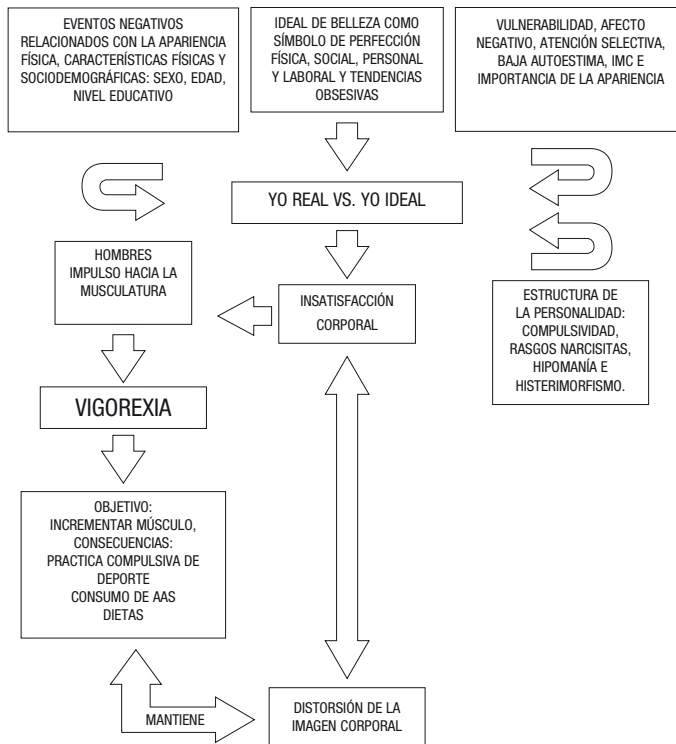 EVENTOS NEGATIVOS
RELACIONADOS CON LA APARIENCIA
FÍSICA, CARACTERÍSTICAS FÍSICAS Y
SOCIODEMOGRÁFICAS: SEXO, EDAD,
NIVEL EDUCATIVO
IDEAL DE BELLEZA COMO
SÍMBOLO DE PERFECCIÓN
FÍSICA, SOCIAL, PERSONAL
Y LABORAL Y TENDENCIAS
OBSESIVAS
VULNERABILIDAD, AFECTO
NEGATIVO, ATENCIÓN SELECTIVA,
BAJA AUTOESTIMA, IMC E
IMPORTANCIA DE LA APARIENCIA
YO REAL VS. YO IDEAL
HOMBRES
IMPULSO HACIA LA
MUSCULATURA
INSATISFACCIÓN
CORPORAL
ESTRUCTURA DE
LA PERSONALIDAD:
COMPULSIVIDAD,
RASGOS NARCISITAS,
HIPOMANÍA E
HISTERIMORFISMO.
VIGOREXIA
OBJETIVO:
INCREMENTAR MÚSCULO,
CONSECUENCIAS:
PRACTICA COMPULSIVA DE
DEPORTE
CONSUMO DE AAS
DIETAS
MANTIENE
DISTORSIÓN DE LA
IMAGEN CORPORAL